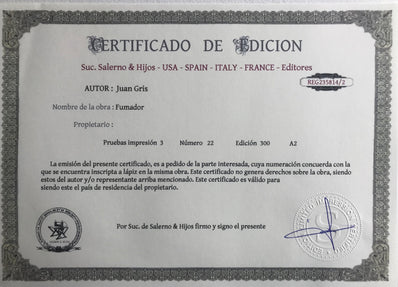 CERTIFICADO DE EDICION
Suc. Salerno & Hijos - USA - SPAIN - ITALY - FRANCE - Editores
REG235814/2
AUTOR : Juan Gris
Nombre de la obra : Fumador
Propietario :
Pruebas impresión 3 Número 22 Edición 300 A2
La emisión del presente certificado, es a pedido de la parte interesada, cuya numeración concuerda con la
que se encuentra inscripta a lápiz en la misma obra. Este certificado no genera derechos sobre la obra, siendo
estos del autor y/o representante arriba mencionado. Este certificado es válido para
siendo este el país de residencia del propietario.
Por Suc. de Salerno & Hijos firmo y signo el presente